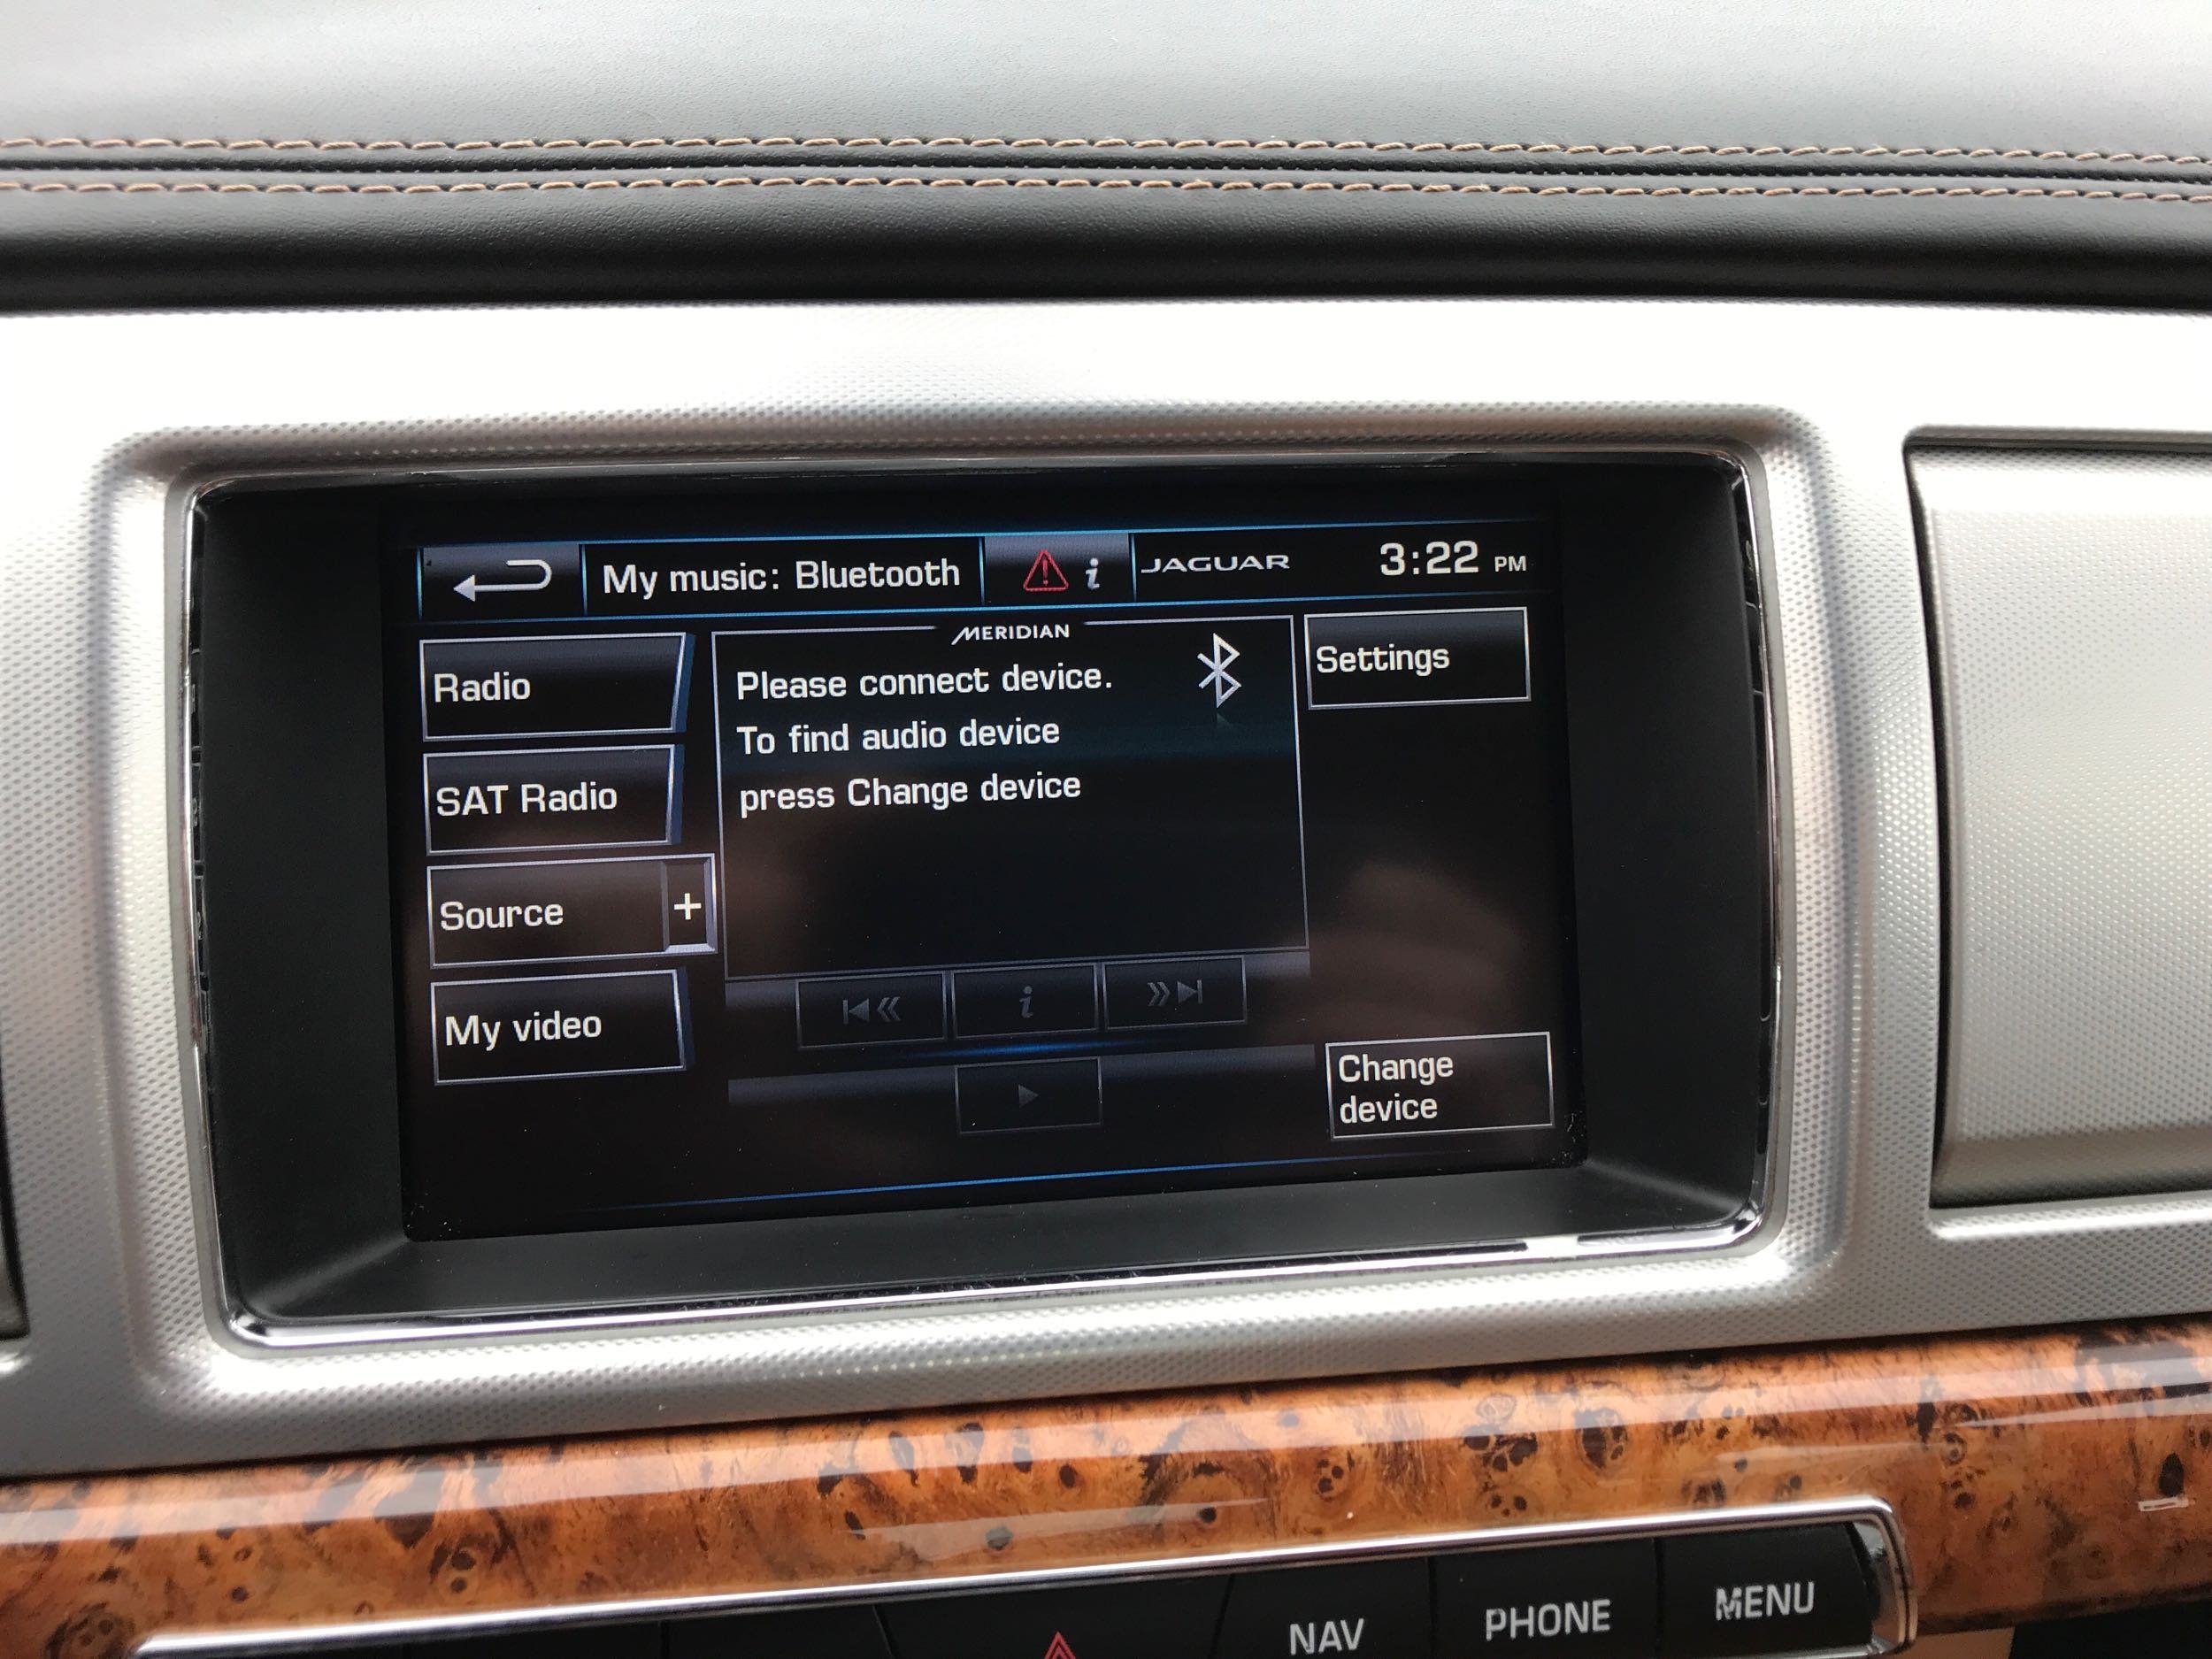 My music: Bluetooth
i
JAGUAR
3:22 PM
MERIDIAN
Radio
Please connect device.
Settings
To find audio device
SAT Radio
press Change device
Source +
My video
i
Change
device
NAV
PHONE
MENU